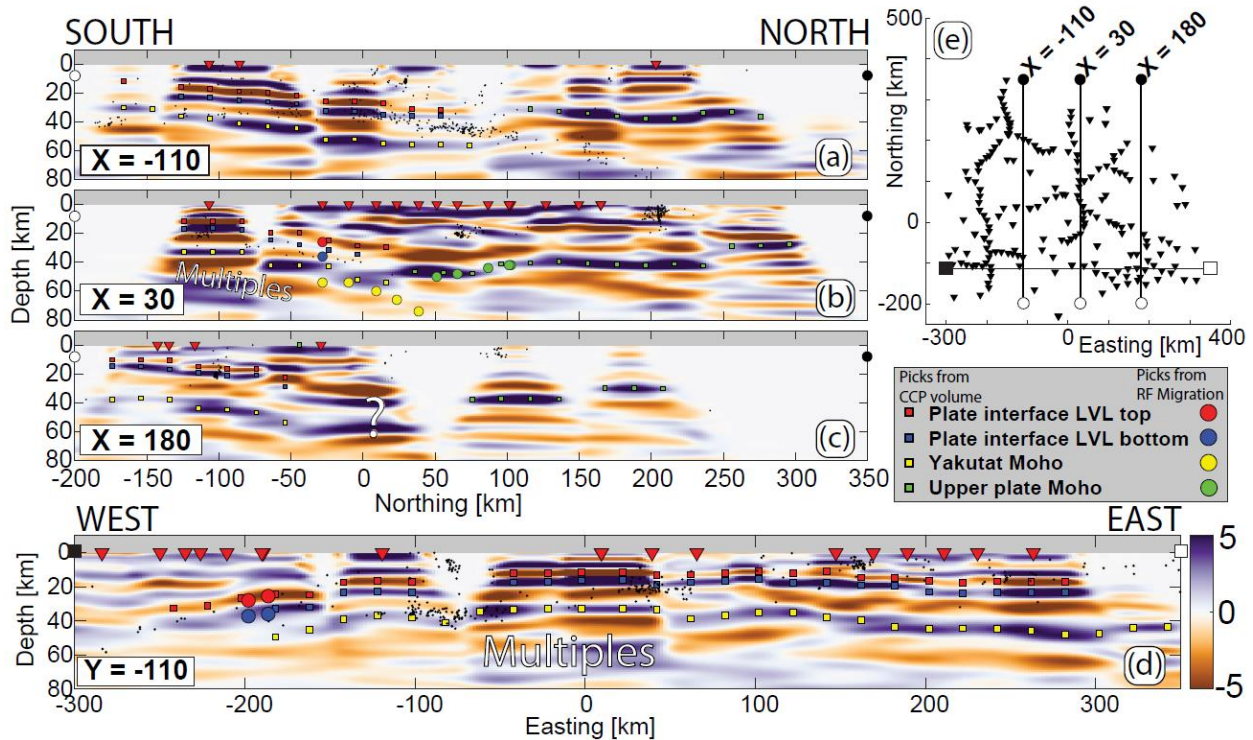 SOUTH
NORTH
0
20
40
60
80
X = -110
(a)
0
20
40
60
80
Depth [km]
Multiples
X = 30
(b)
0
20
40
60
80
X = 180
?
(c)
-200
-150
-100
-50
0
50
100
150
200
250
300
350
Northing [km]
(e)
X = -110
X = 30
X = 180
500
Northing [km]
0
-200
-300
0
400
Easting [km]
Picks from
CCP volume
Picks from
RF Migration
Plate interface LVL top
Plate interface LVL bottom
Yakutat Moho
Upper plate Moho
WEST
EAST
0
20
40
60
80
Depth [km]
Y = -110
Multiples
(d)
-300
-200
-100
0
100
200
300
Easting [km]
5
0
-5